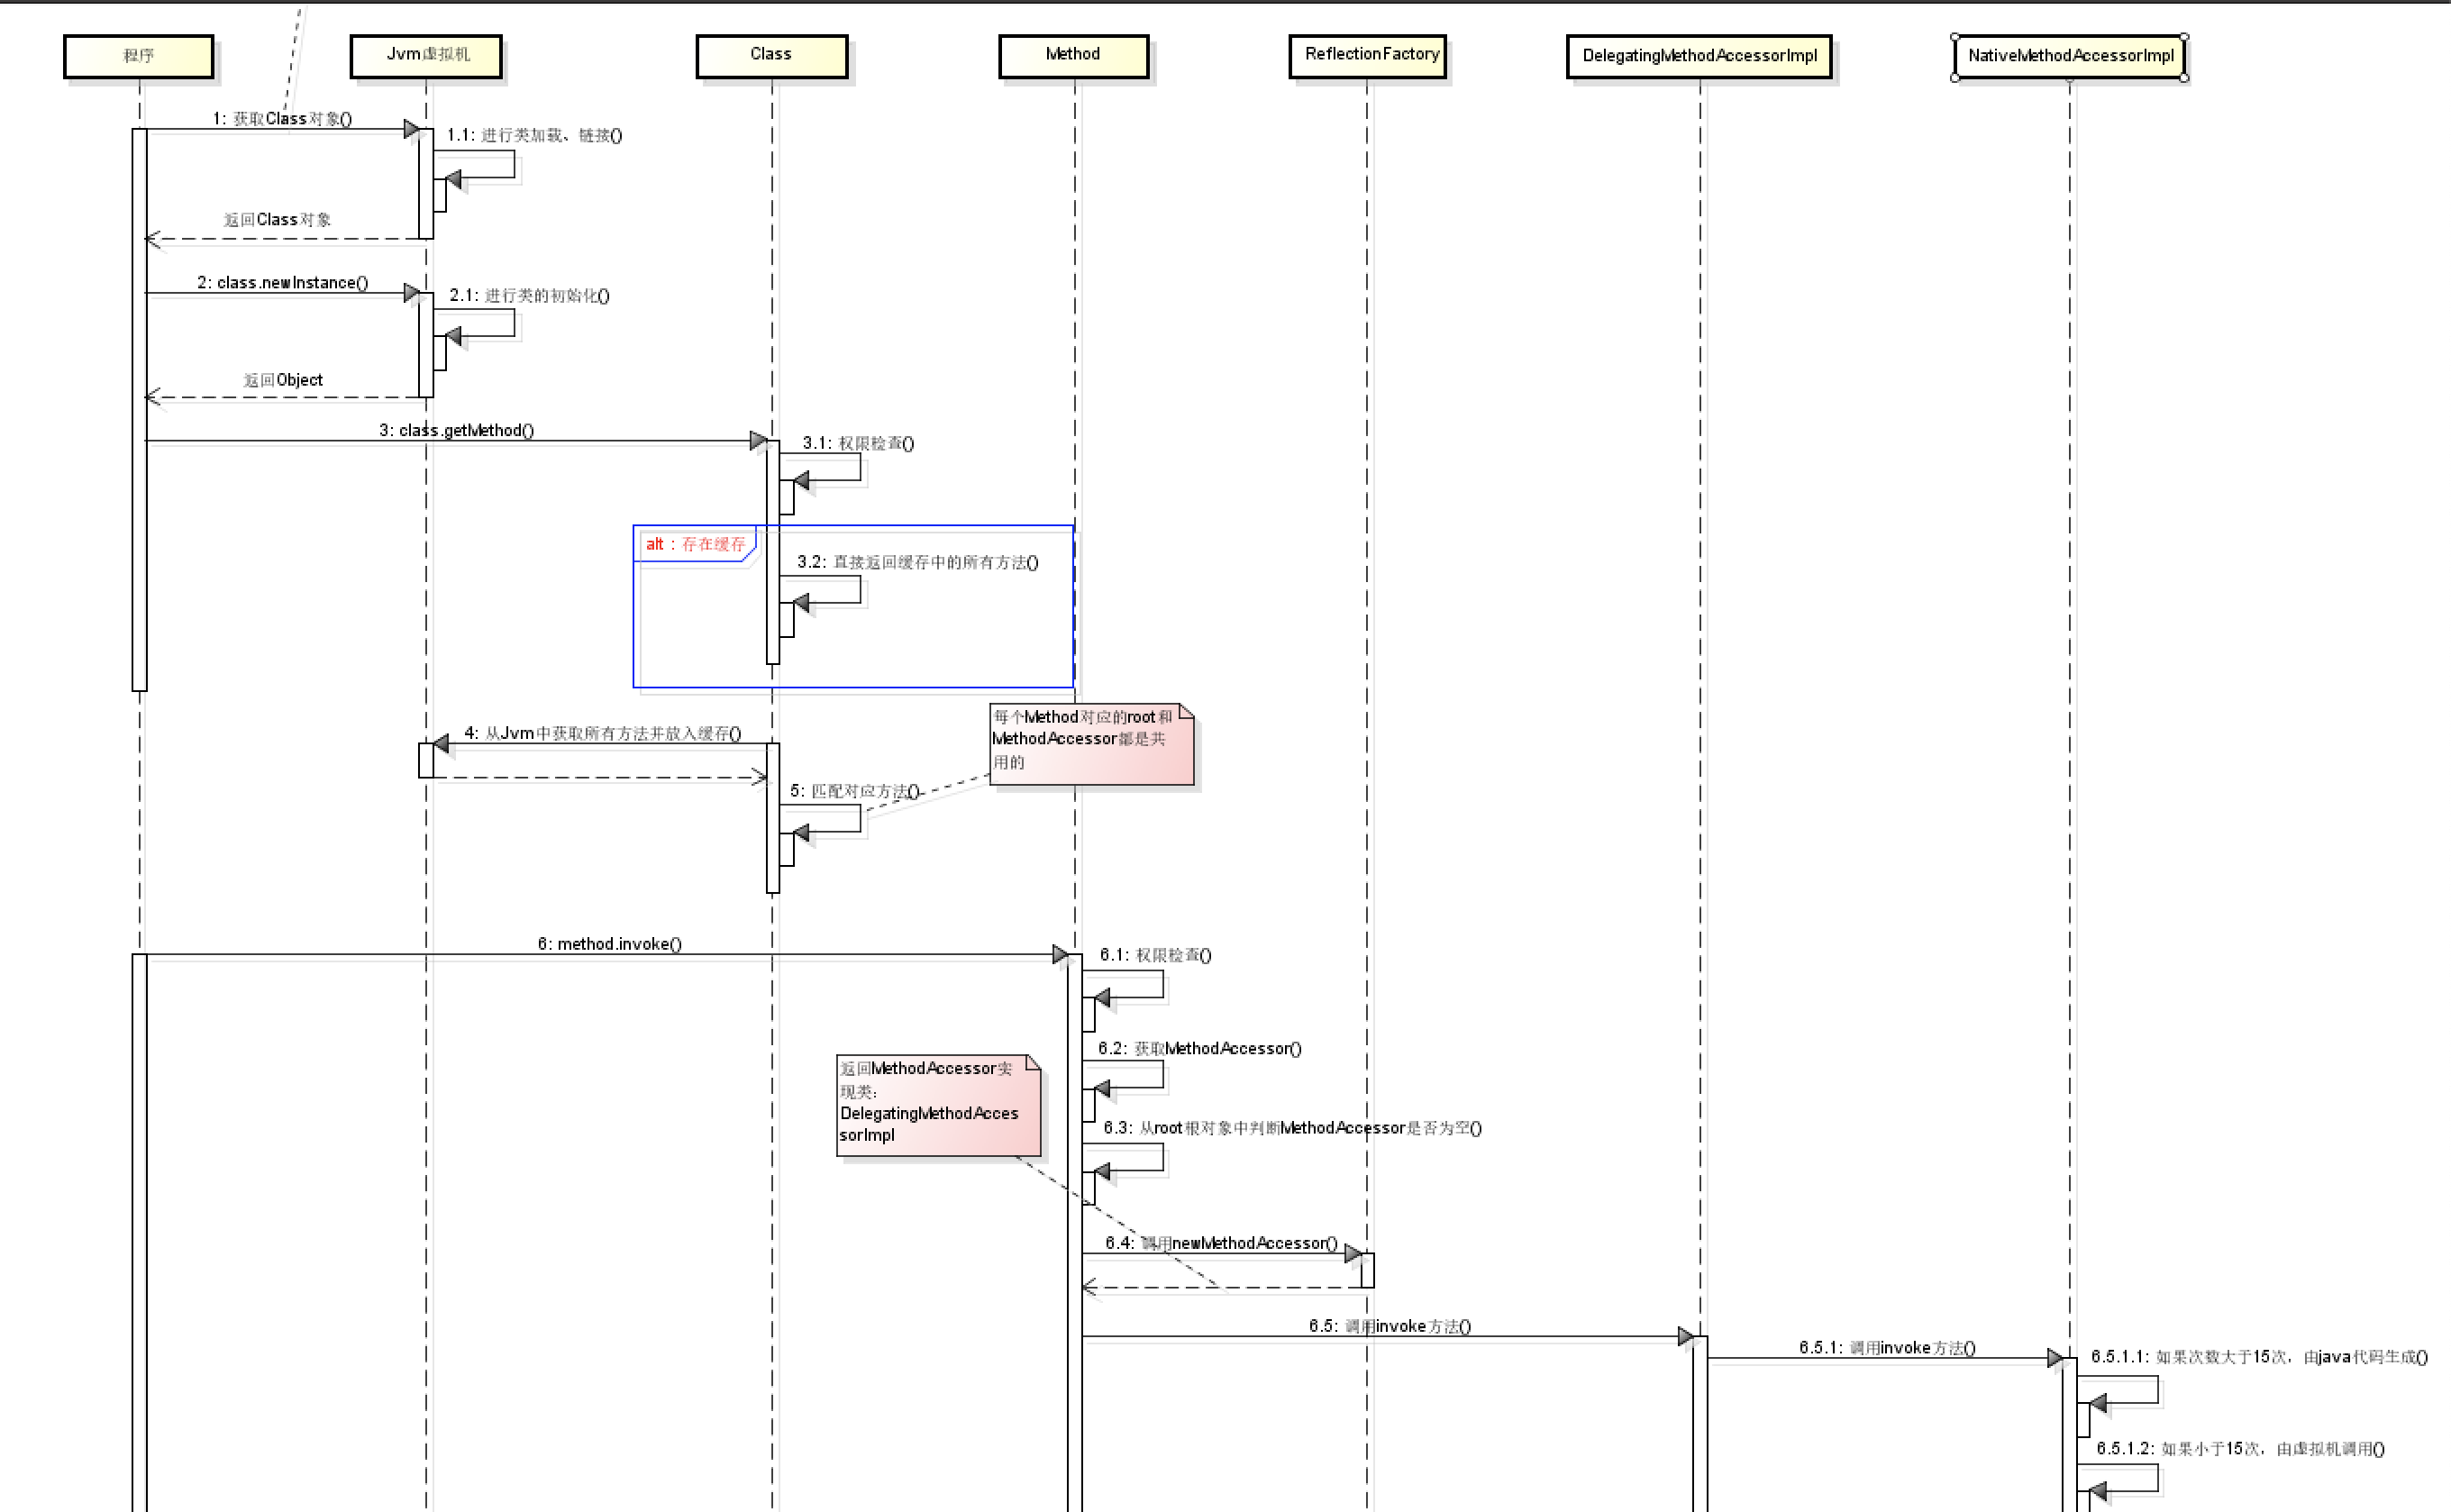 程序
Jvm虚拟机
Class
Method
ReflectionFactory
DelegatingMethodAccessorImpl
NativeMethodAccessorImpl
1: 获取Class对象()
1.1: 进行类加载、链接()
返回Class对象
2: class.newInstance()
2.1: 进行类的初始化()
返回Object
3: class.getMethod()
3.1: 权限检查()
alt : 存在缓存
3.2: 直接返回缓存中的所有方法()
每个Method对应的root和
MethodAccessor都是共
用的
4: 从Jvm中获取所有方法并放入缓存()
5: 匹配对应方法()
6: method.invoke()
6.1: 权限检查()
6.2: 获取MethodAccessor()
返回MethodAccessor实
现类:
DelegatingMethodAcces
sorImpl
6.3: 从root根对象中判断MethodAccessor是否为空()
6.4: 调用newMethodAccessor()
6.5: 调用invoke方法()
6.5.1: 调用invoke方法()
6.5.1.1: 如果次数大于15次，由java代码生成()
6.5.1.2: 如果小于15次，由虚拟机调用()